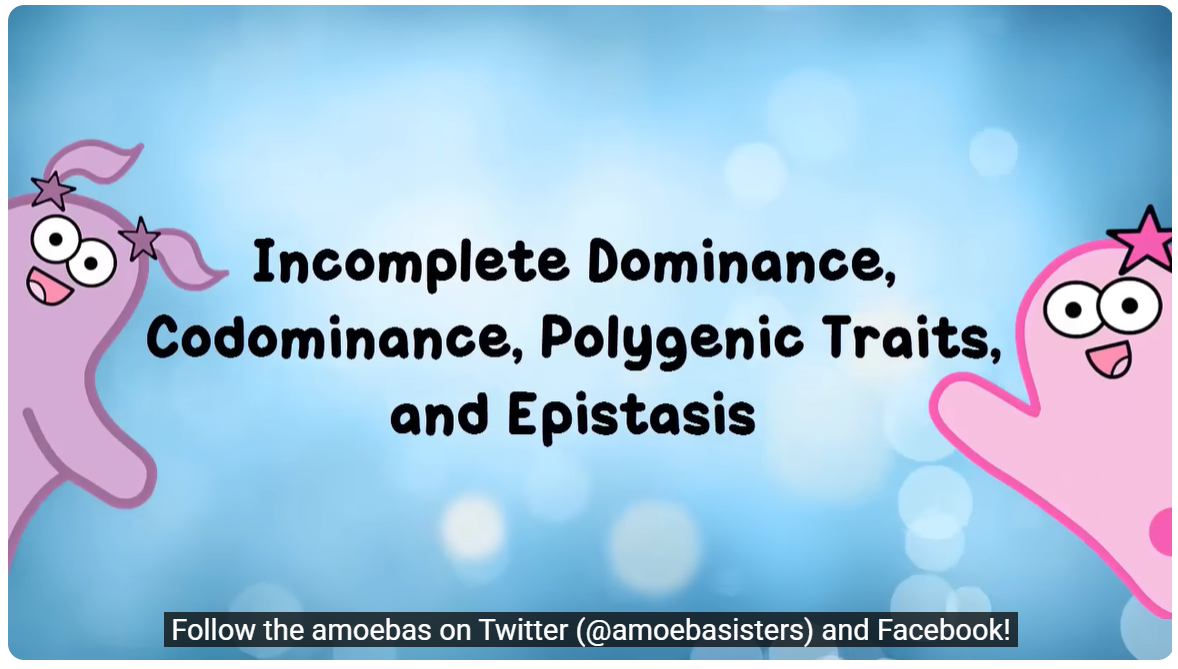 Incomplete Dominance,
Codominance, Polygenic Traits,
and Epistasis
Follow the amoebas on Twitter (@amoebasisters) and Facebook!